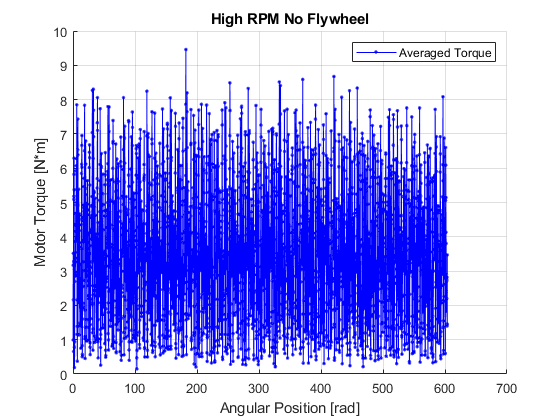 High RPM No Flywheel
Averaged Torque
Motor Torque [N*m]
10
9
8
7
6
5
4
3
2
1
0
0 100 200 300 400 500 600 700
Angular Position [rad]